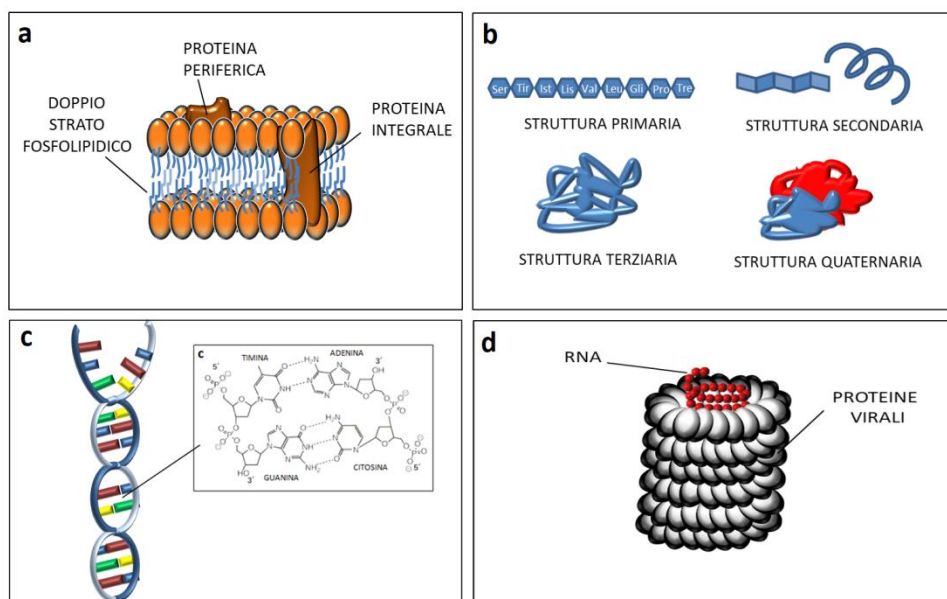 a
PROTEINA
PERIFERICA
DOPPIO
STRATO
FOSFOLIPIDICO
PROTEINA
INTEGRALE
b
Ser Tir Ist Lis Val Leu Gli Pro Tre
STRUTTURA PRIMARIA
STRUTTURA SECONDARIA
STRUTTURA TERZIARIA
STRUTTURA QUATERNARIA
c
c
TIMINA
ADENINA
5'
3'
GUANINA
CITOSINA
3'
5'
d
RNA
PROTEINE
VIRALI